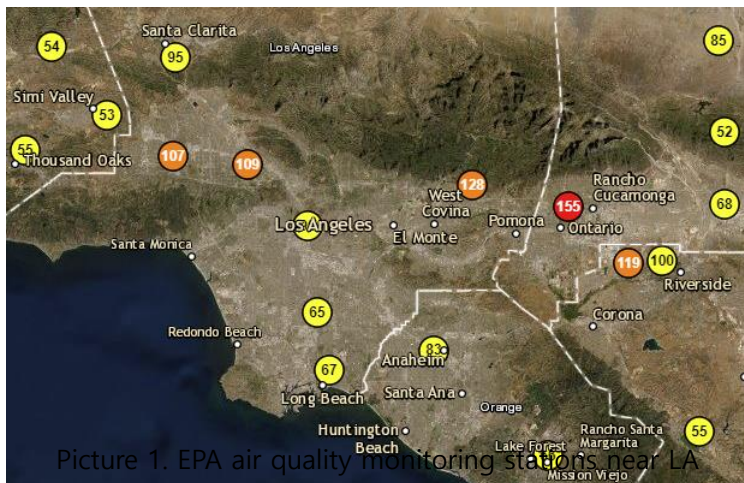 54
Santa Clarita
95
Los Angeles
85
Simi Valley
53
52
55
Thousand Oaks
107
109
128
West
Covina
155
Rancho
Cucamonga
68
Los Angeles
El Monte
Pomona
Ontario
Santa Monica
119
100
Riverside
65
Corona
Redondo Beach
83
Anaheim
67
Long Beach
Santa Ana
Orange
Huntington
Beach
Rancho Santa
Margarita
55
Lake Forest
Mission Viejo
Picture 1. EPA air quality monitoring stations near LA